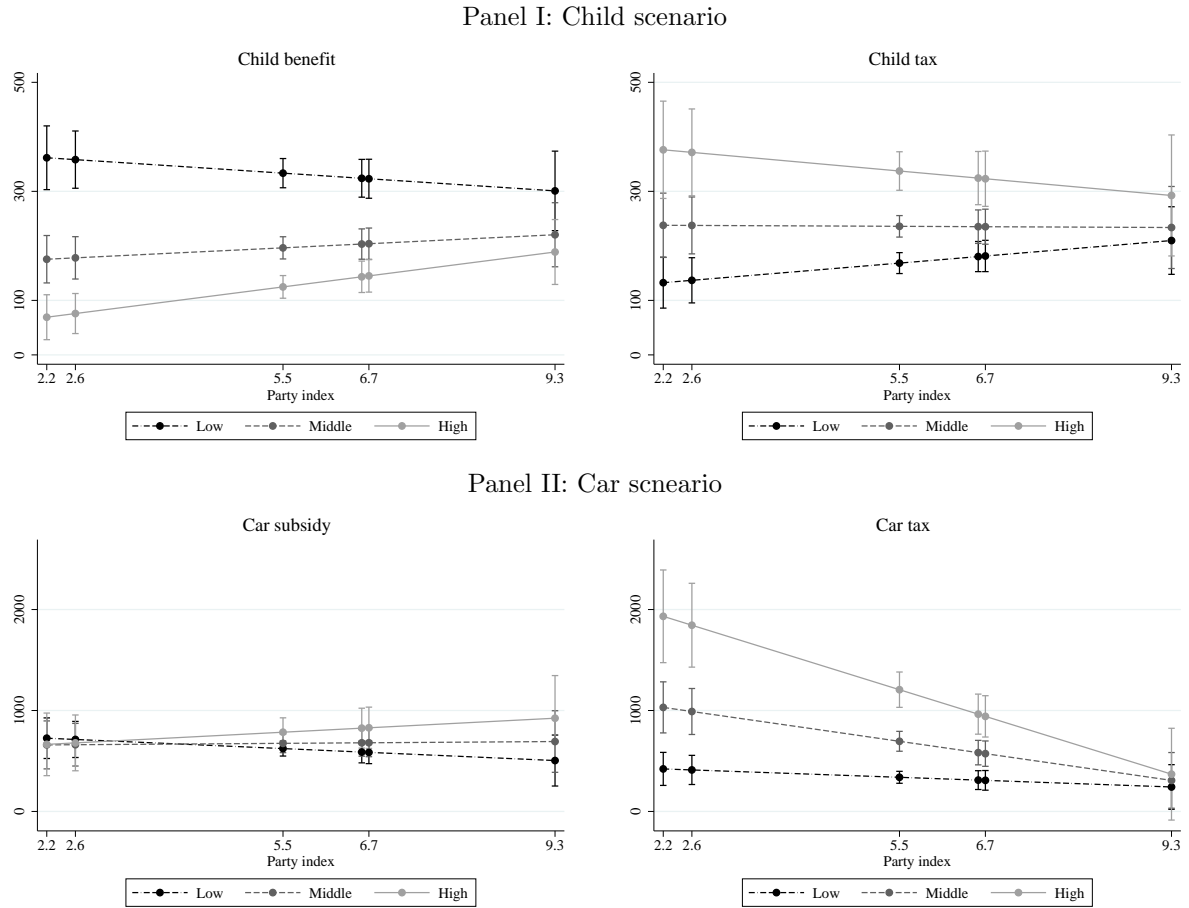 Panel I: Child scenario
Child benefit
500
300
100
0
2.2 2.6 5.5 6.7 9.3
Party index
Low Middle High
Child tax
500
300
100
0
2.2 2.6 5.5 6.7 9.3
Party index
Low Middle High
Panel II: Car scneario
Car subsidy
2000
1000
0
2.2 2.6 5.5 6.7 9.3
Party index
Low Middle High
Car tax
2000
1000
0
2.2 2.6 5.5 6.7 9.3
Party index
Low Middle High